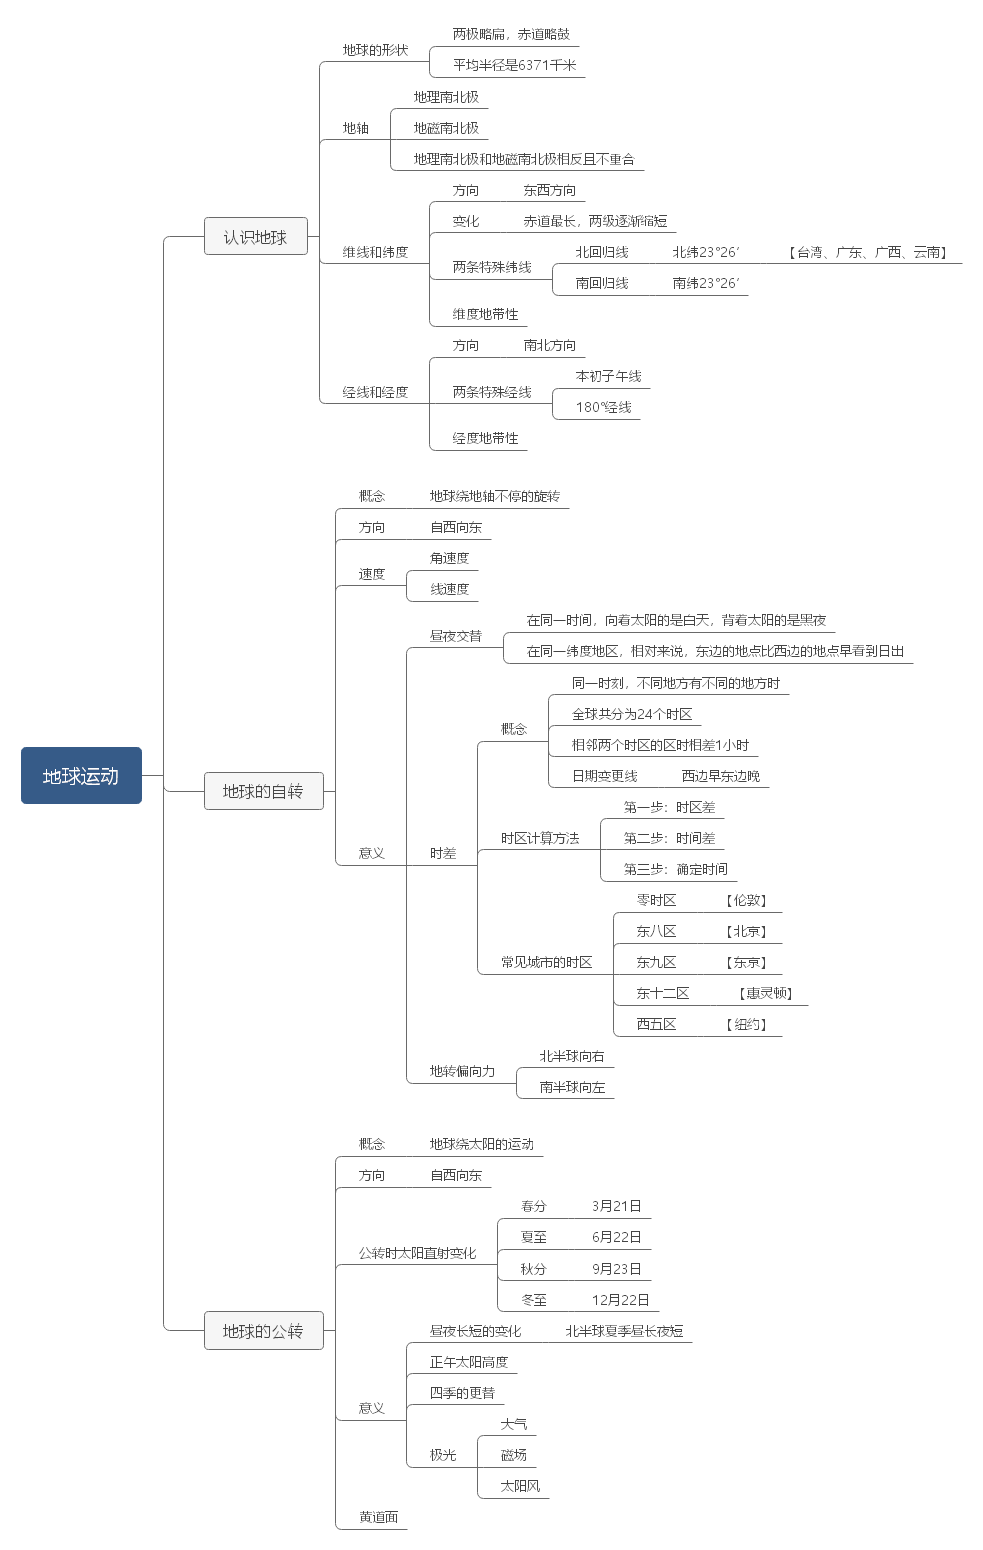 地球运动
认识地球
地球的形状
两极略扁，赤道略鼓
平均半径是6371千米
地轴
地理南北极
地磁南北极
地理南北极和地磁南北极相反且不重合
维线和纬度
方向
东西方向
变化
赤道最长，两级逐渐缩短
两条特殊纬线
北回归线
北纬23°26′
【台湾、广东、广西、云南】
南回归线
南纬23°26′
维度地带性
经线和经度
方向
南北方向
两条特殊经线
本初子午线
180°经线
经度地带性
地球的自转
概念
地球绕地轴不停的旋转
方向
自西向东
速度
角速度
线速度
意义
昼夜交替
在同一时间，向着太阳的是白天，背着太阳的是黑夜
在同一纬度地区，相对来说，东边的地点比西边的地点早看到日出
时差
概念
同一时刻，不同地方有不同的地方时
全球共分为24个时区
相邻两个时区的区时相差1小时
日期变更线
西边早东边晚
时区计算方法
第一步：时区差
第二步：时间差
第三步：确定时间
常见城市的时区
零时区
【伦敦】
东八区
【北京】
东九区
【东京】
东十二区
【惠灵顿】
西五区
【纽约】
地转偏向力
北半球向右
南半球向左
地球的公转
概念
地球绕太阳的运动
方向
自西向东
公转时太阳直射变化
春分
3月21日
夏至
6月22日
秋分
9月23日
冬至
12月22日
意义
昼夜长短的变化
北半球夏季昼长夜短
正午太阳高度
四季的更替
极光
大气
磁场
太阳风
黄道面